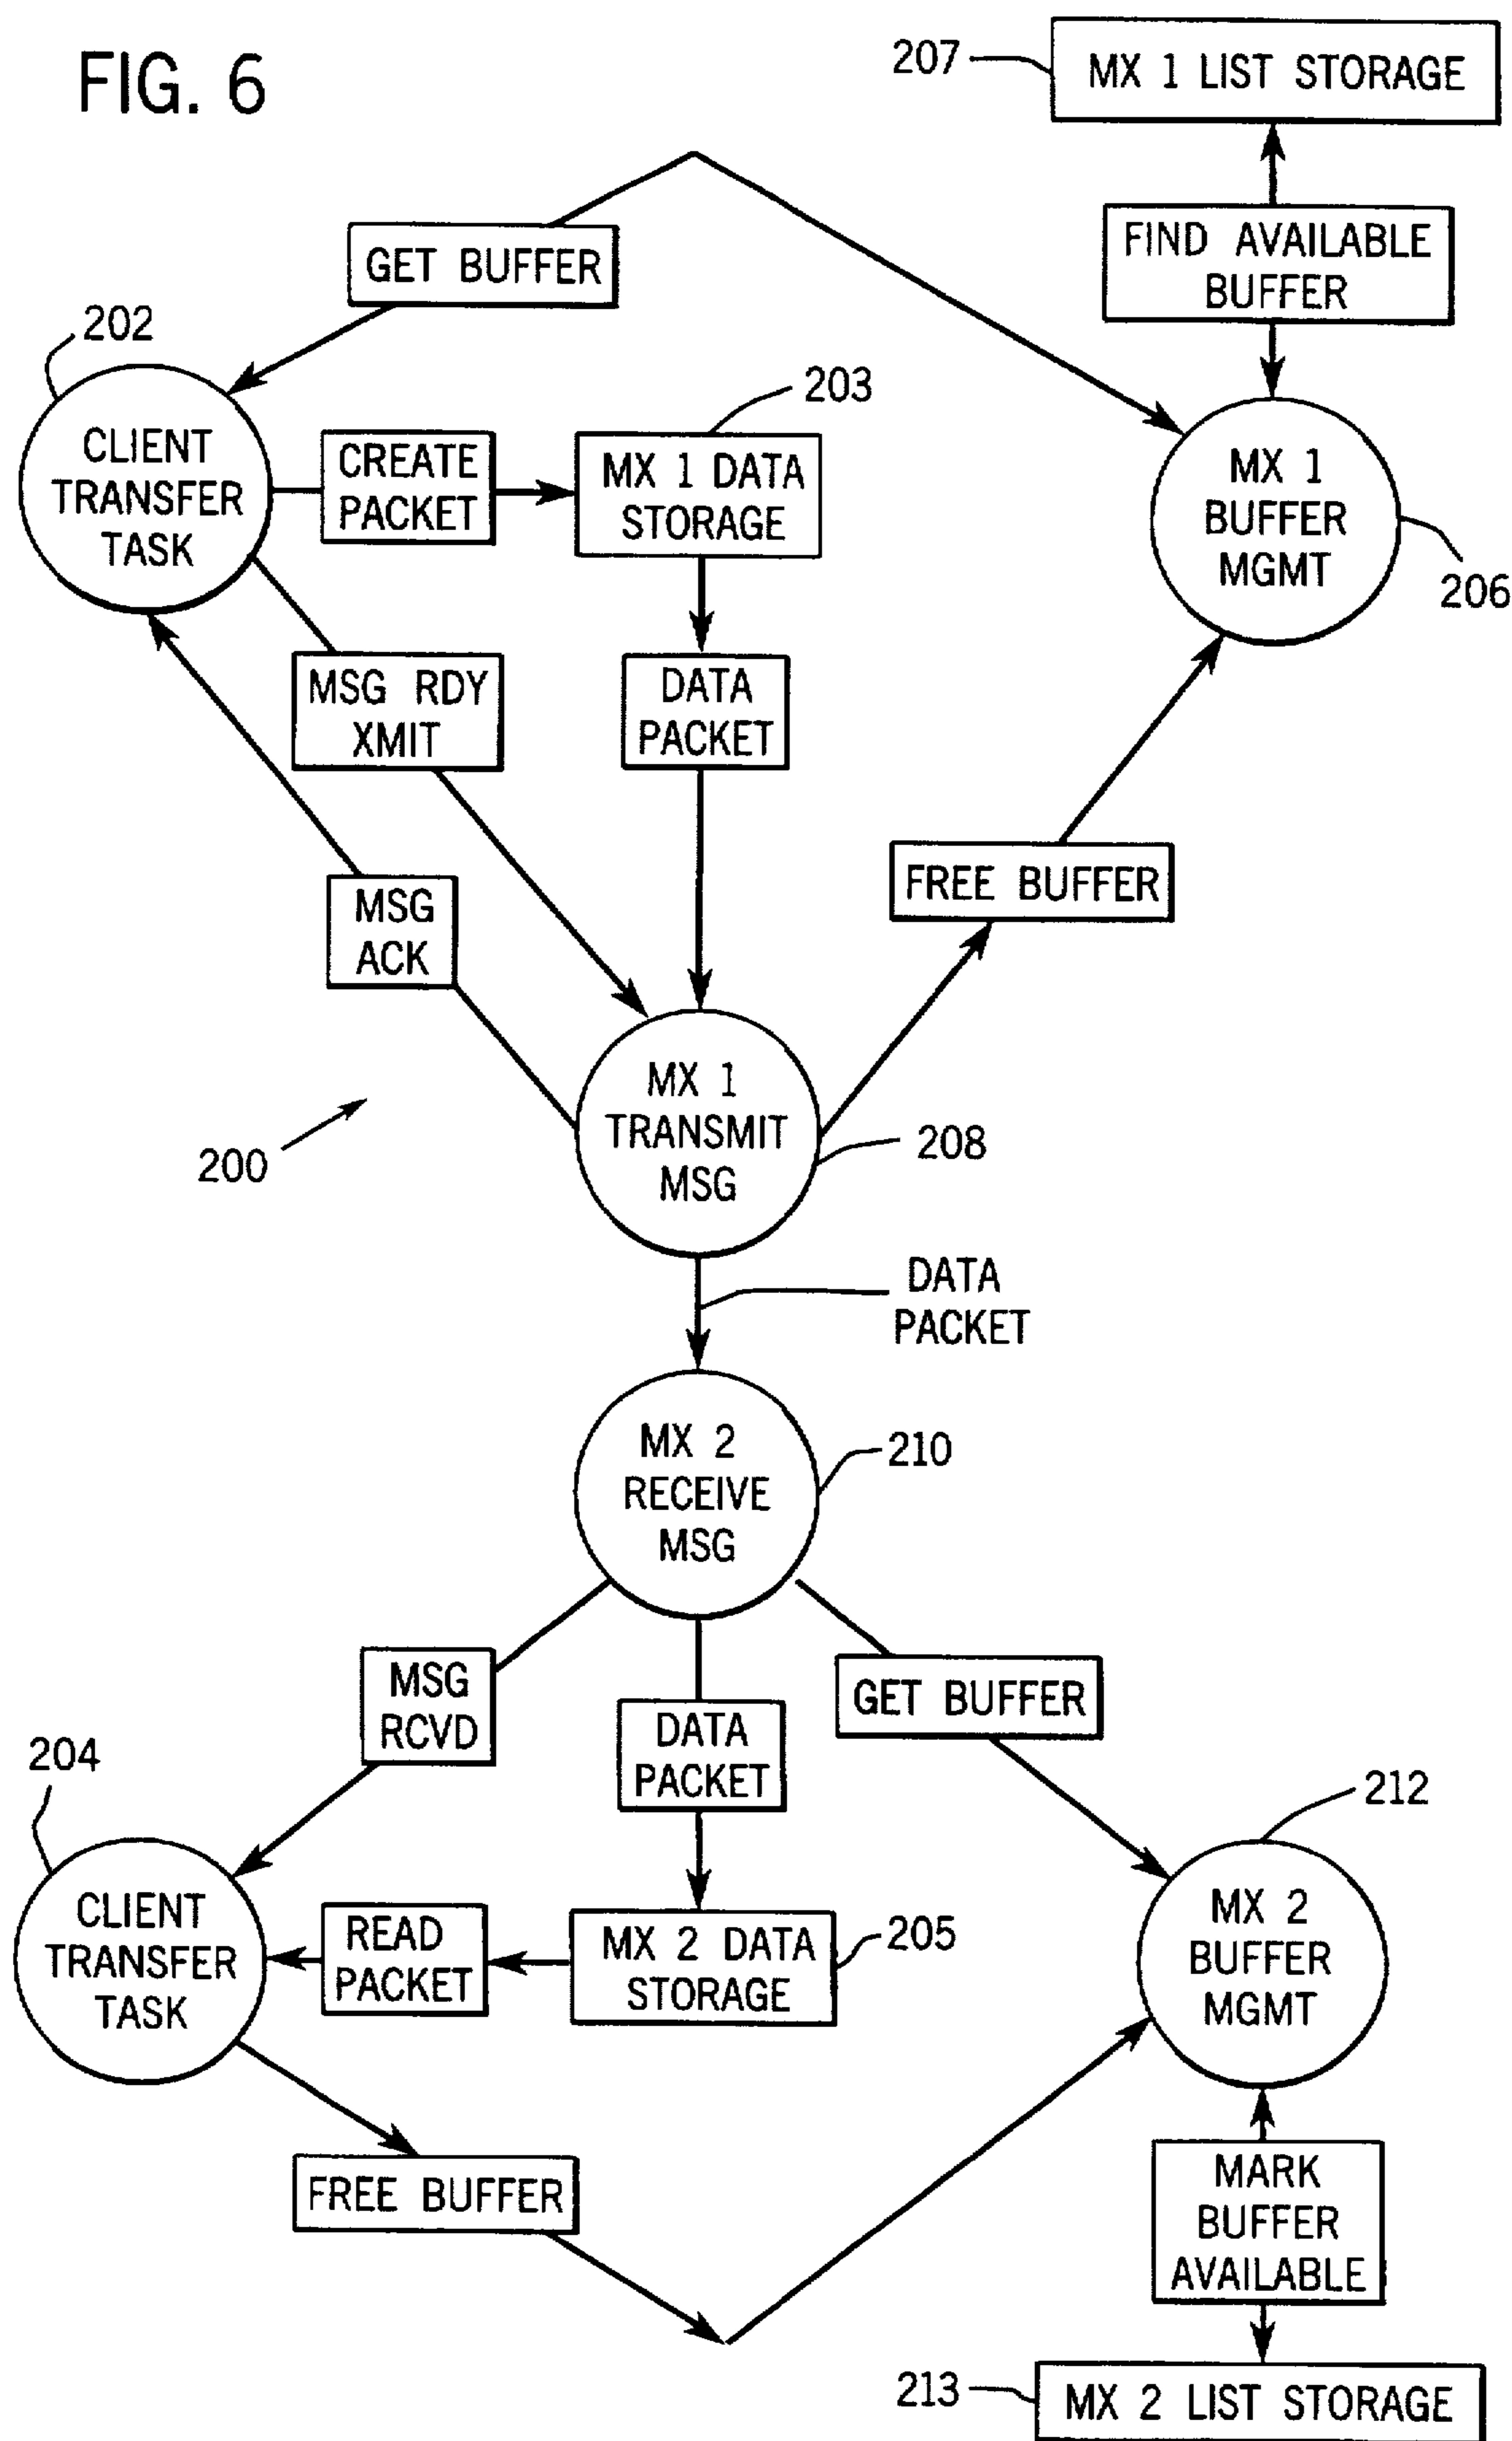 FIG. 6
207
MX 1 LIST STORAGE
GET BUFFER
FIND AVAILABLE
BUFFER
202
CLIENT
TRANSFER
TASK
CREATE
PACKET
203
MX 1 DATA
STORAGE
MX 1
BUFFER
MGMT
206
MSG RDY
XMIT
DATA
PACKET
MSG
ACK
FREE BUFFER
200
MX 1
TRANSMIT
MSG
208
DATA
PACKET
MX 2
RECEIVE
MSG
210
MSG
RCVD
DATA
PACKET
GET BUFFER
204
CLIENT
TRANSFER
TASK
READ
PACKET
MX 2 DATA
STORAGE
205
212
MX 2
BUFFER
MGMT
FREE BUFFER
MARK
BUFFER
AVAILABLE
213
MX 2 LIST STORAGE